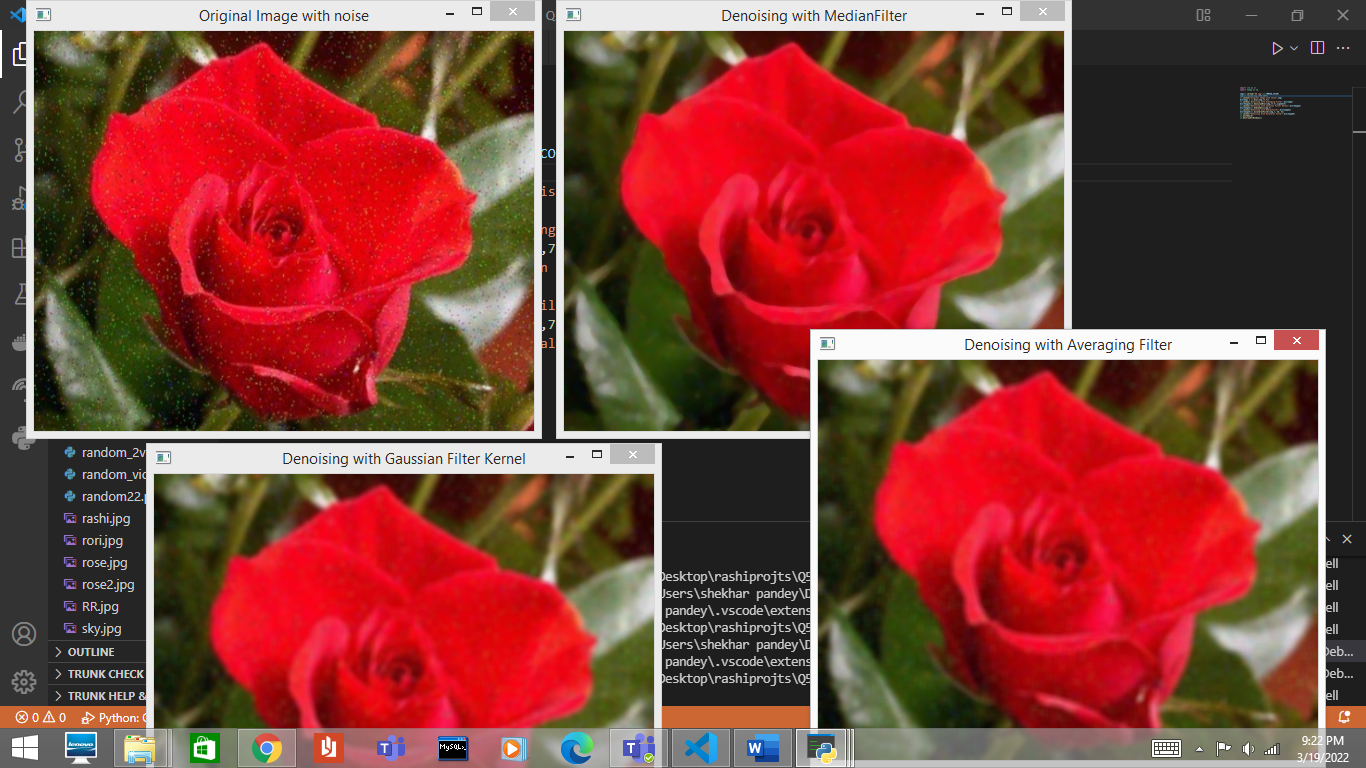 Original Image with noise
Denoising with MedianFilter
Denoising with Averaging Filter
Denoising with Gaussian Filter Kernel
Q
CO
is
ng
,7
n
il
,7
al
random_2v
random_vic
random22.p
rashi.jpg
rori.jpg
rose.jpg
rose2.jpg
RR.jpg
sky.jpg
OUTLINE
TRUNK CHECK
TRUNK HELP &
Desktop\rashiprojts\Q5
Users\shekhar pandey\D
pandey\.vscode\extens
Desktop\rashiprojts\Q5
Users\shekhar pandey\D
pandey\.vscode\extens
Desktop\rashiprojts\Q5
ell
ell
ell
ell
Deb...
Deb...
ell
0 0 Python: C
lenovo
MySQL
9:22 PM
3/19/2022